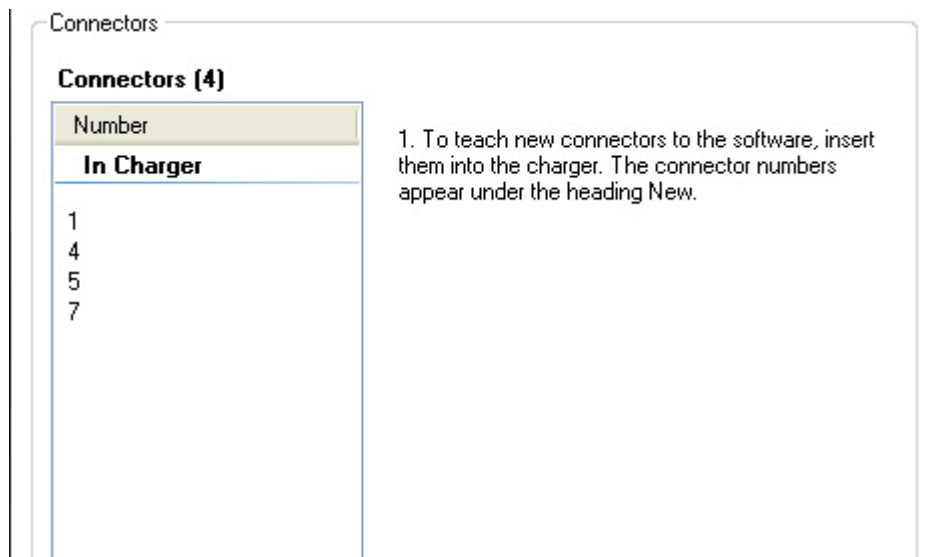 Connectors
Connectors (4)
Number
In Charger
1
4
5
7
1. To teach new connectors to the software, insert
them into the charger. The connector numbers
appear under the heading New.